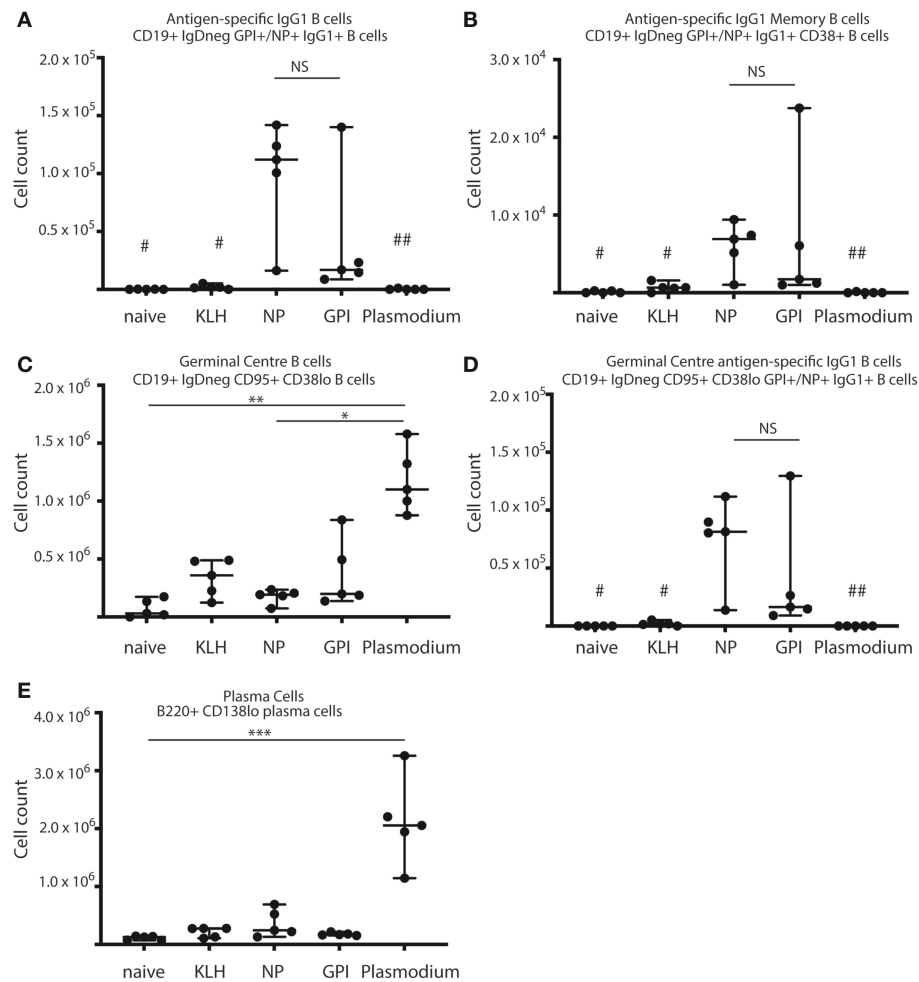 A
Antigen-specific IgG1 B cells
CD19+ IgDneg GPI+/NP+ IgG1+ B cells
2.0 x 10^5
1.5 x 10^5
1.0 x 10^5
0.5 x 10^5
Cell count
NS
# # ##
naive KLH NP GPI Plasmodium
B
Antigen-specific IgG1 Memory B cells
CD19+ IgDneg GPI+/NP+ IgG1+ CD38+ B cells
3.0 x 10^4
2.0 x 10^4
1.0 x 10^4
Cell count
NS
# # ##
naive KLH NP GPI Plasmodium
C
Germinal Centre B cells
CD19+ IgDneg CD95+ CD38lo B cells
2.0 x 10^6
1.5 x 10^6
1.0 x 10^6
0.5 x 10^6
Cell count
**
*
naive KLH NP GPI Plasmodium
D
Germinal Centre antigen-specific IgG1 B cells
CD19+ IgDneg CD95+ CD38lo GPI+/NP+ IgG1+ B cells
2.0 x 10^5
1.5 x 10^5
1.0 x 10^5
0.5 x 10^5
Cell count
NS
# # ##
naive KLH NP GPI Plasmodium
E
Plasma Cells
B220+ CD138lo plasma cells
4.0 x 10^6
3.0 x 10^6
2.0 x 10^6
1.0 x 10^6
Cell count
***
naive KLH NP GPI Plasmodium